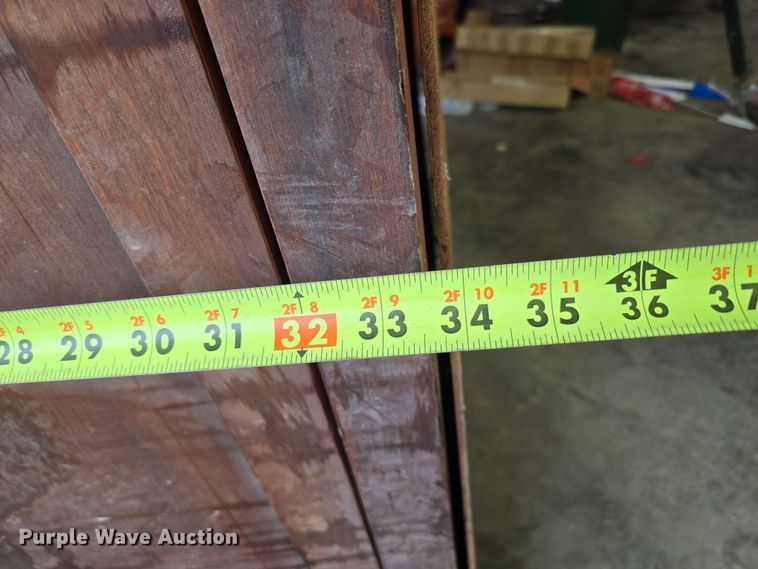 2F 5 2F 6 2F 7 2F 8 2F 9 2F 10 2F 11 3F 3F 1
28 29 30 31 32 33 34 35 36 37
Purple Wave Auction